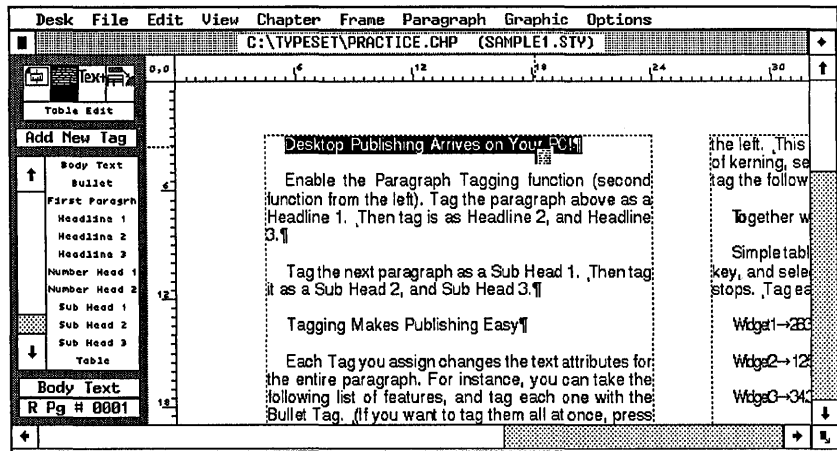 Desk File Edit View Chapter Frame Paragraph Graphic Options
C:\TYPESET\PRACTICE.CHP (SAMPLE1.STY)
Text
0,0 6 12 18 24 30
Table Edit
Add New Tag
Body Text
Bullet
First Paragrh
Headline 1
Headline 2
Headline 3
Number Head 1
Number Head 2
Sub Head 1
Sub Head 2
Sub Head 3
Table
Body Text
R Pg # 0001
6
12
18
Desktop Publishing Arrives on Your PC!¶
Enable the Paragraph Tagging function (second
function from the left). Tag the paragraph above as a
Headline 1. Then tag is as Headline 2, and Headline
3.¶
Tag the next paragraph as a Sub Head 1. Then tag
it as a Sub Head 2, and Sub Head 3.¶
Tagging Makes Publishing Easy¶
Each Tag you assign changes the text attributes for
the entire paragraph. For instance, you can take the
following list of features, and tag each one with the
Bullet Tag. (If you want to tag them all at once, press
the left. This
of kerning, se
tag the follow
Together w
Simple tabl
key, and sele
stops. Tag ea
Widget1→283
Widget2→128
Widget3→343